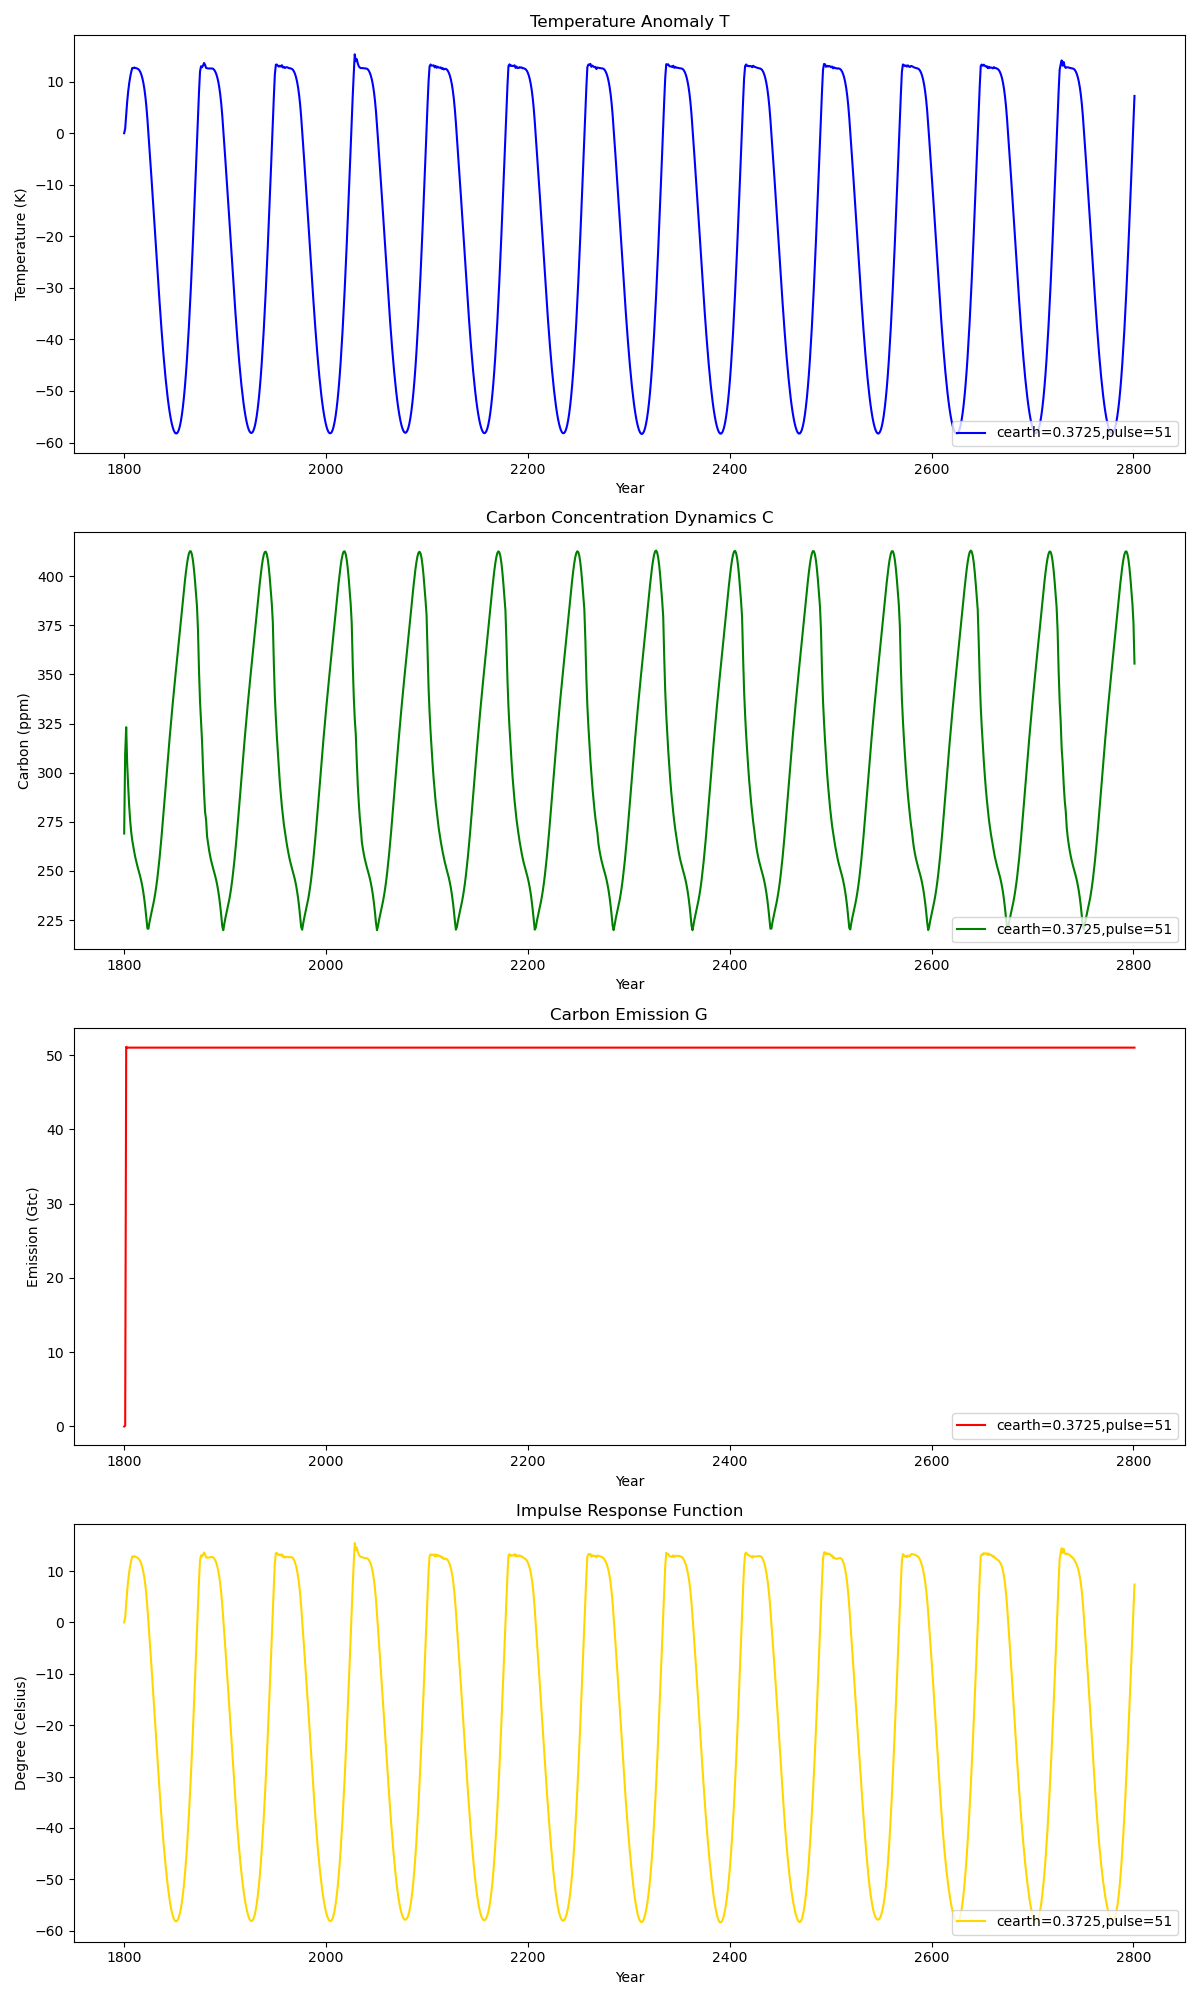 Temperature Anomaly T
Temperature (K)
10
0
−10
−20
−30
−40
−50
−60
cearth=0.3725,pulse=51
1800 2000 2200 2400 2600 2800
Year
Carbon Concentration Dynamics C
Carbon (ppm)
400
375
350
325
300
275
250
225
cearth=0.3725,pulse=51
1800 2000 2200 2400 2600 2800
Year
Carbon Emission G
Emission (Gtc)
50
40
30
20
10
0
cearth=0.3725,pulse=51
1800 2000 2200 2400 2600 2800
Year
Impulse Response Function
Degree (Celsius)
10
0
−10
−20
−30
−40
−50
−60
cearth=0.3725,pulse=51
1800 2000 2200 2400 2600 2800
Year